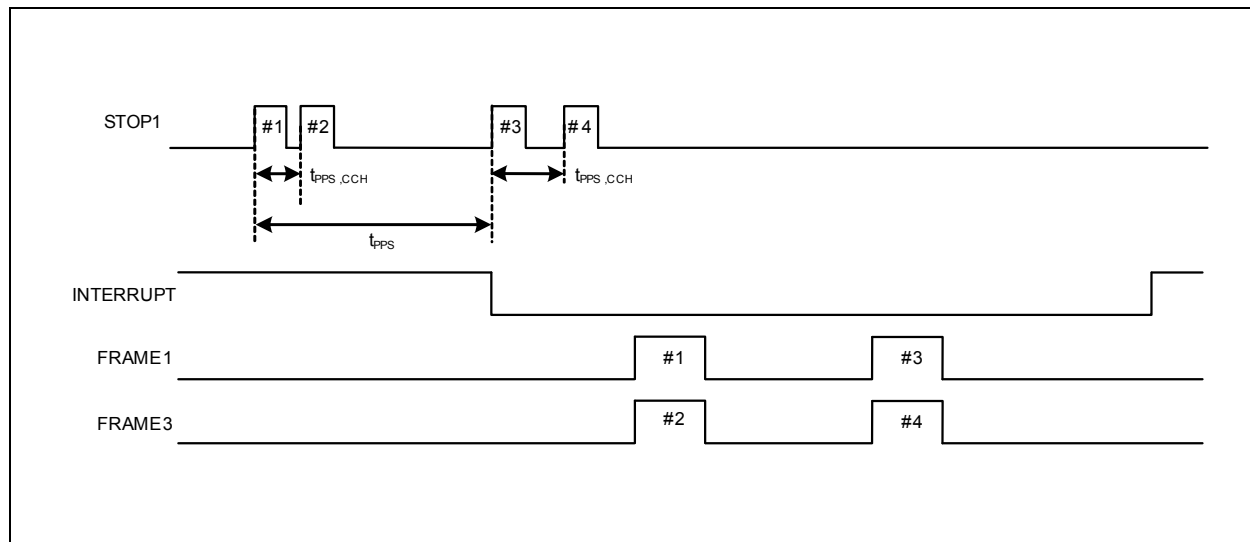 STOP1
#1 #2 #3 #4
tPPS,CCH tPPS,CCH
tPPS
INTERRUPT
FRAME1 #1 #3
FRAME3 #2 #4